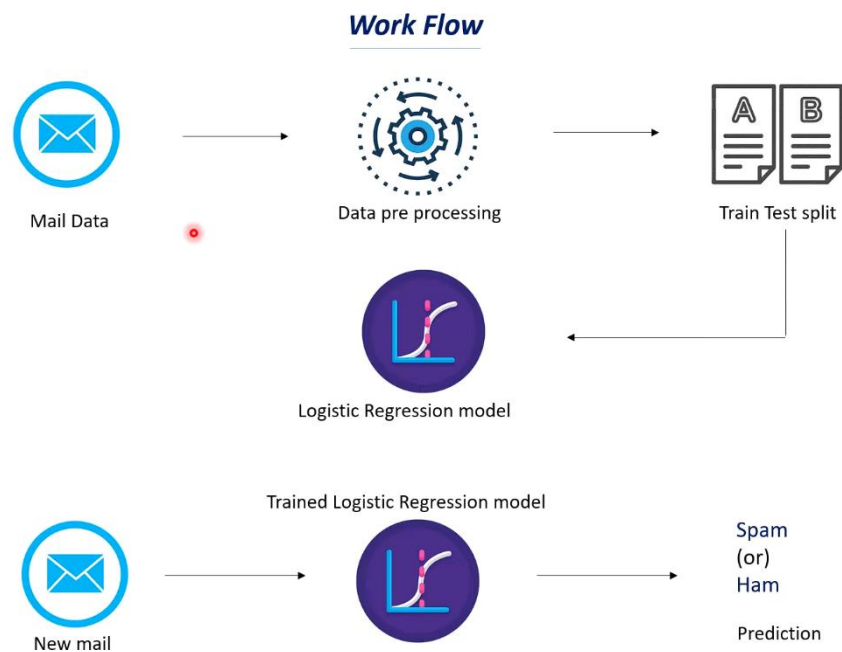 Work Flow
Mail Data
Data pre processing
A
B
Train Test split
Logistic Regression model
Trained Logistic Regression model
New mail
Spam
(or)
Ham
Prediction